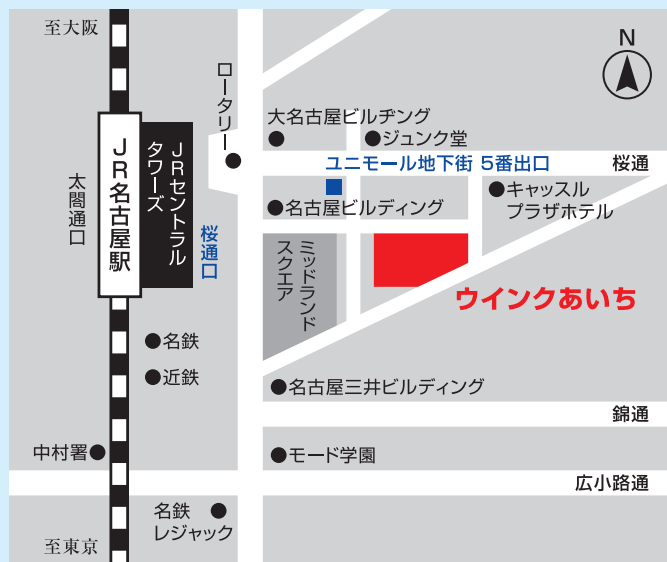 至大阪
N
ロータリー
大名古屋ビルヂング
ジュンク堂
ユニモール地下街 5番出口
桜通
JR名古屋駅
JRセントラル
タワーズ
太閤通口
桜通口
名古屋ビルディング
キャッスル
プラザホテル
ミッドランド
スクエア
ウインクあいち
名鉄
近鉄
名古屋三井ビルディング
錦通
中村署
モード学園
広小路通
名鉄
レジャック
至東京